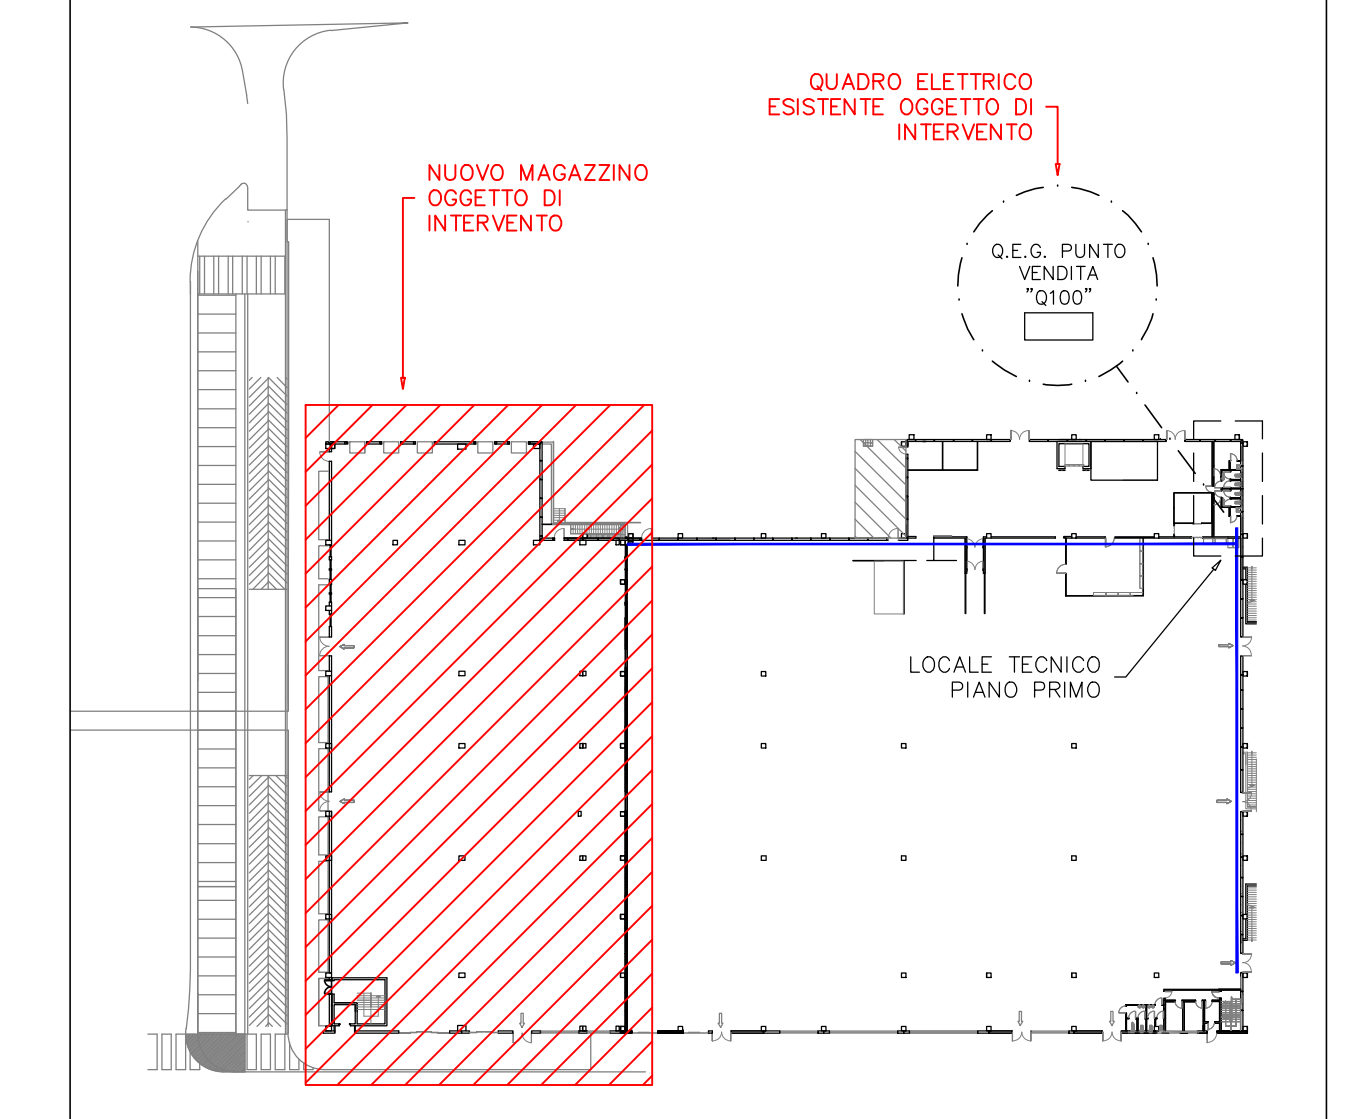 QUADRO ELETTRICO
ESISTENTE OGGETTO DI
INTERVENTO
NUOVO MAGAZZINO
OGGETTO DI
INTERVENTO
Q.E.G. PUNTO
VENDITA
"Q100"
LOCALE TECNICO
PIANO PRIMO